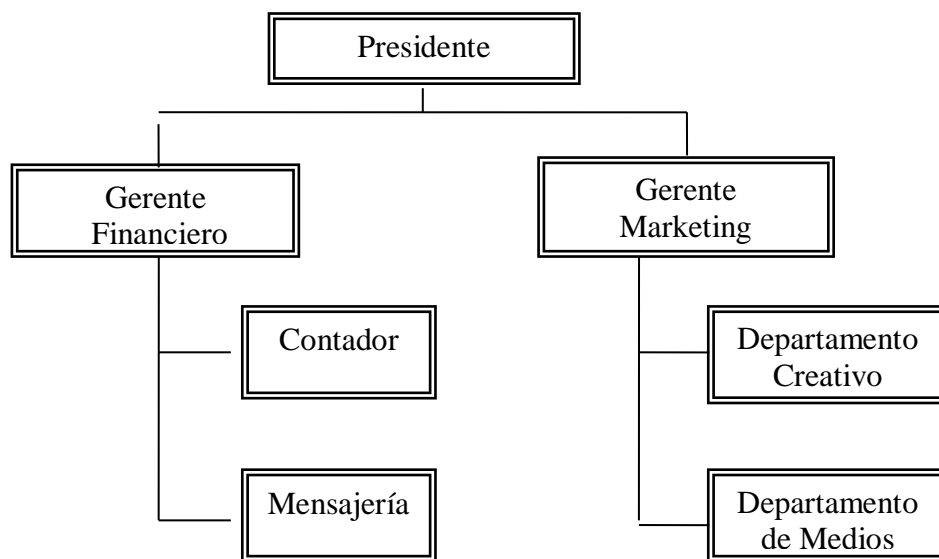 Presidente
Gerente
Financiero
Gerente
Marketing
Contador
Departamento
Creativo
Mensajería
Departamento
de Medios